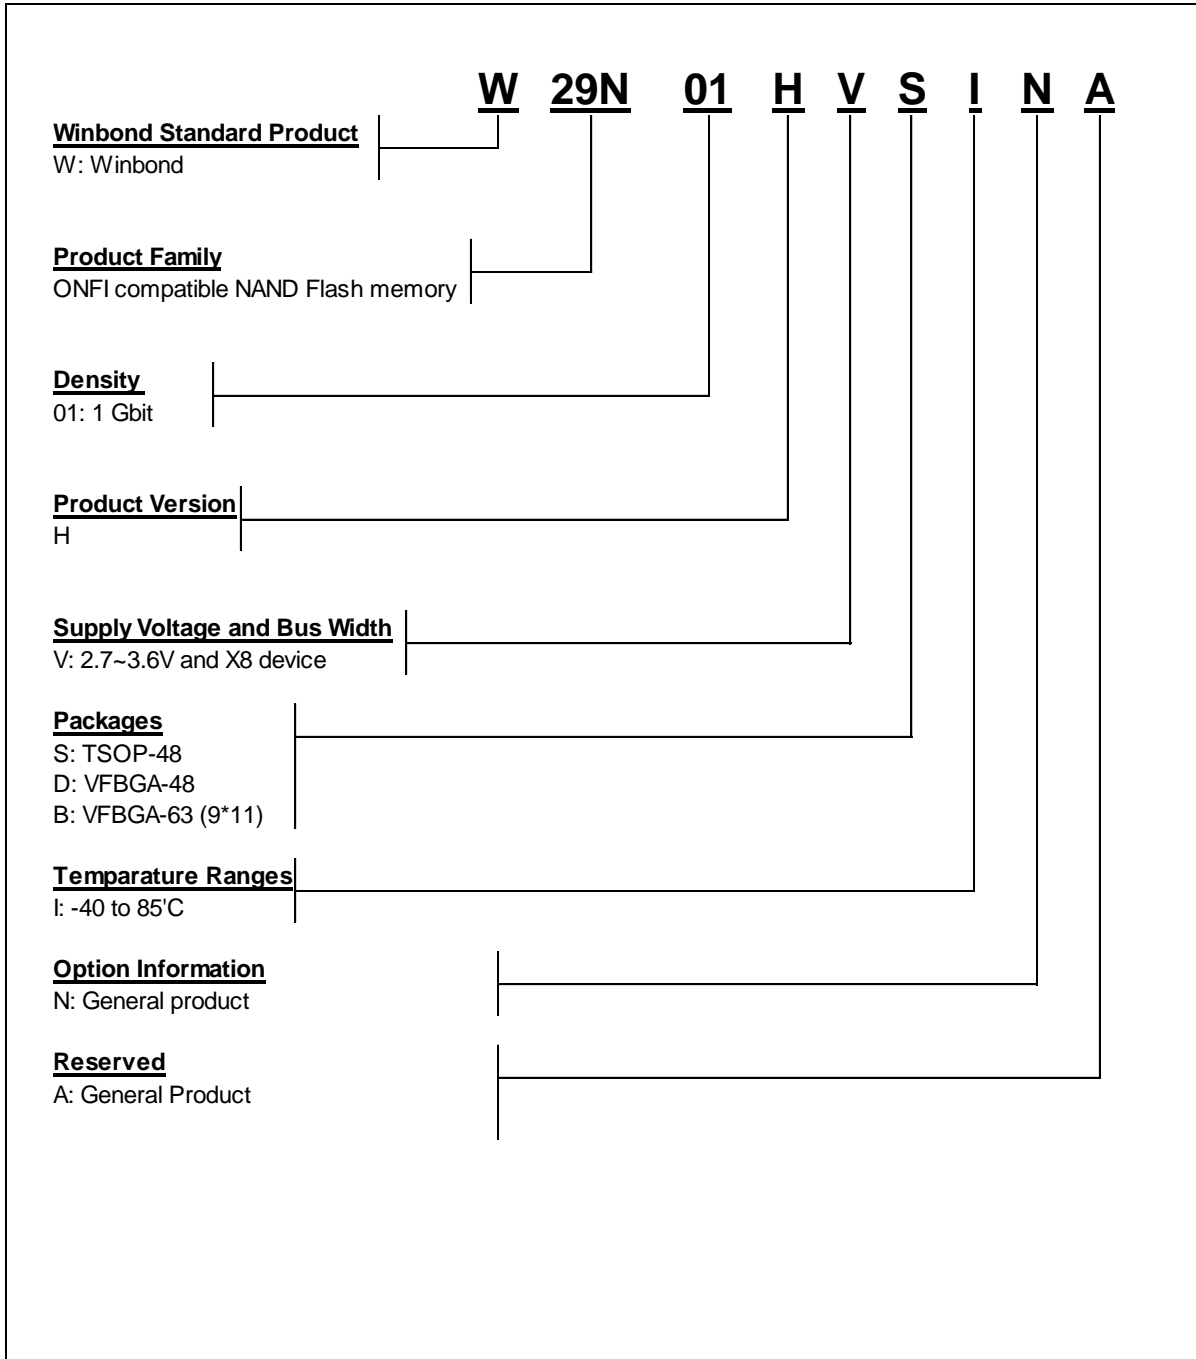 W 29N 01 H V S I N A
Winbond Standard Product
W: Winbond
Product Family
ONFI compatible NAND Flash memory
Density
01: 1 Gbit
Product Version
H
Supply Voltage and Bus Width
V: 2.7~3.6V and X8 device
Packages
S: TSOP-48
D: VFBGA-48
B: VFBGA-63 (9*11)
Temparature Ranges
I: -40 to 85'C
Option Information
N: General product
Reserved
A: General Product